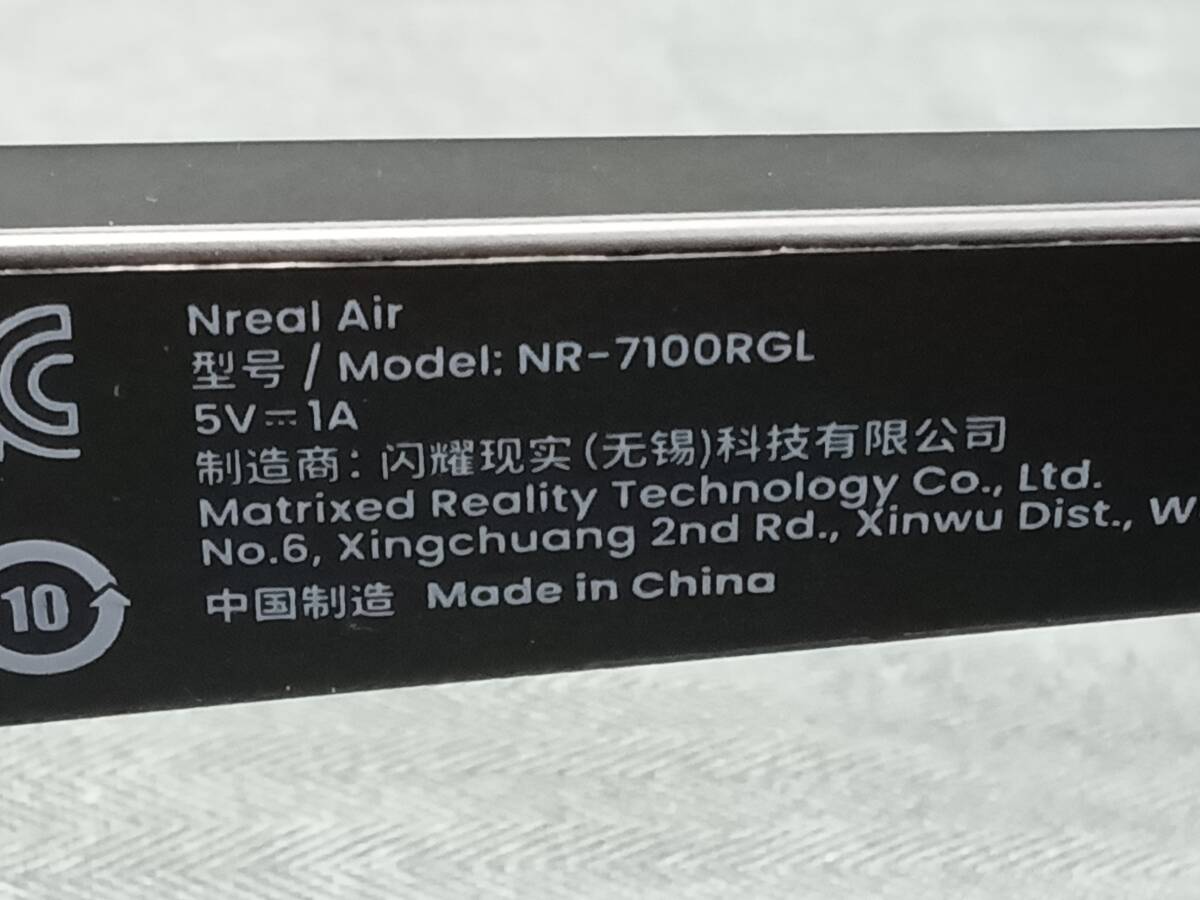 Nreal Air
型号 / Model: NR-7100RGL
5V⎓1A
制造商：闪耀现实(无锡)科技有限公司
Matrixed Reality Technology Co., Ltd.
No.6, Xingchuang 2nd Rd., Xinwu Dist., W
10
中国制造 Made in China